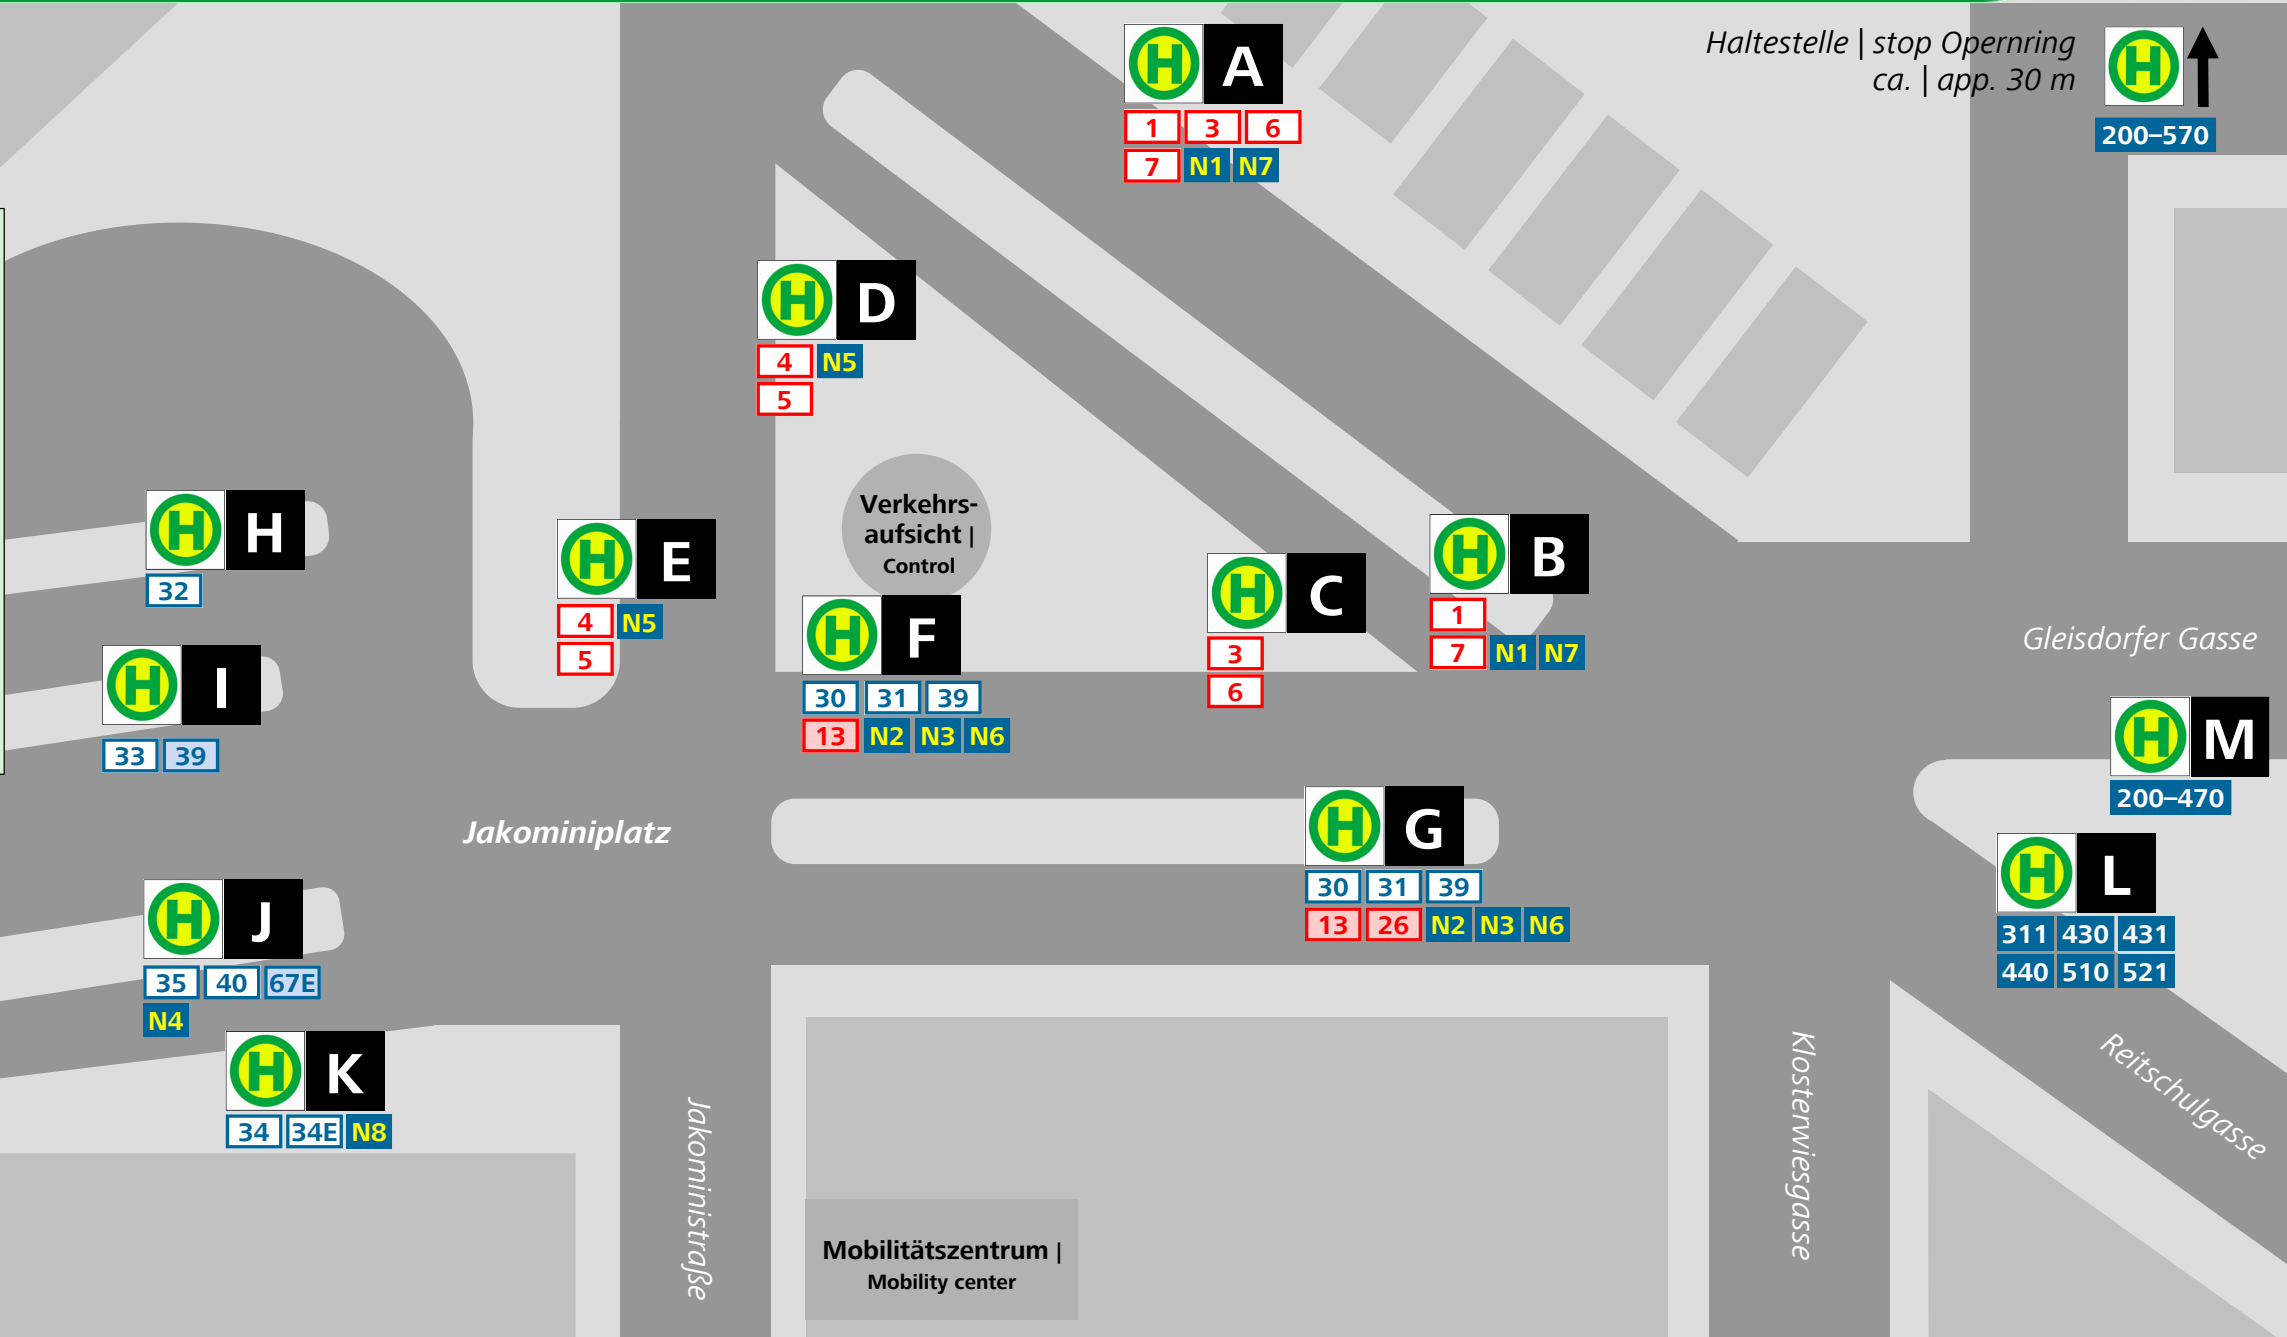 H A
1 3 6
7 N1 N7
Haltestelle | stop Opernring
ca. | app. 30 m
H
200–570
H D
4 N5
5
Verkehrs-
aufsicht |
Control
H H
32
H E
4 N5
5
H B
1
7 N1 N7
H C
3
6
H F
30 31 39
13 N2 N3 N6
H I
33 39
Gleisdorfer Gasse
H M
200–470
Jakominiplatz
H G
30 31 39
13 26 N2 N3 N6
H L
311 430 431
440 510 521
H J
35 40 67E
N4
H K
34 34E N8
Jakoministraße
Klosterwiesgasse
Reitschulgasse
Mobilitätszentrum |
Mobility center